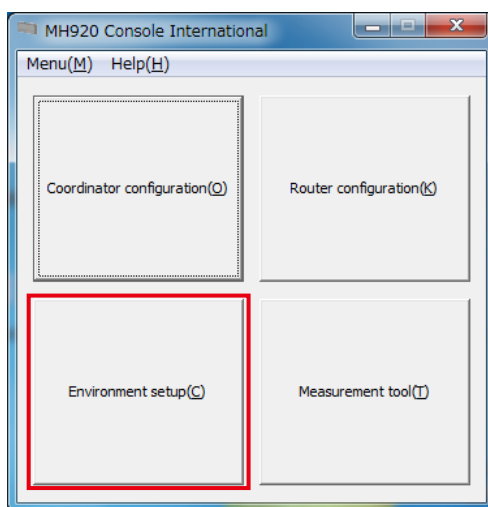 MH920 Console International
Menu(M) Help(H)
Coordinator configuration(O)
Router configuration(K)
Environment setup(C)
Measurement tool(T)